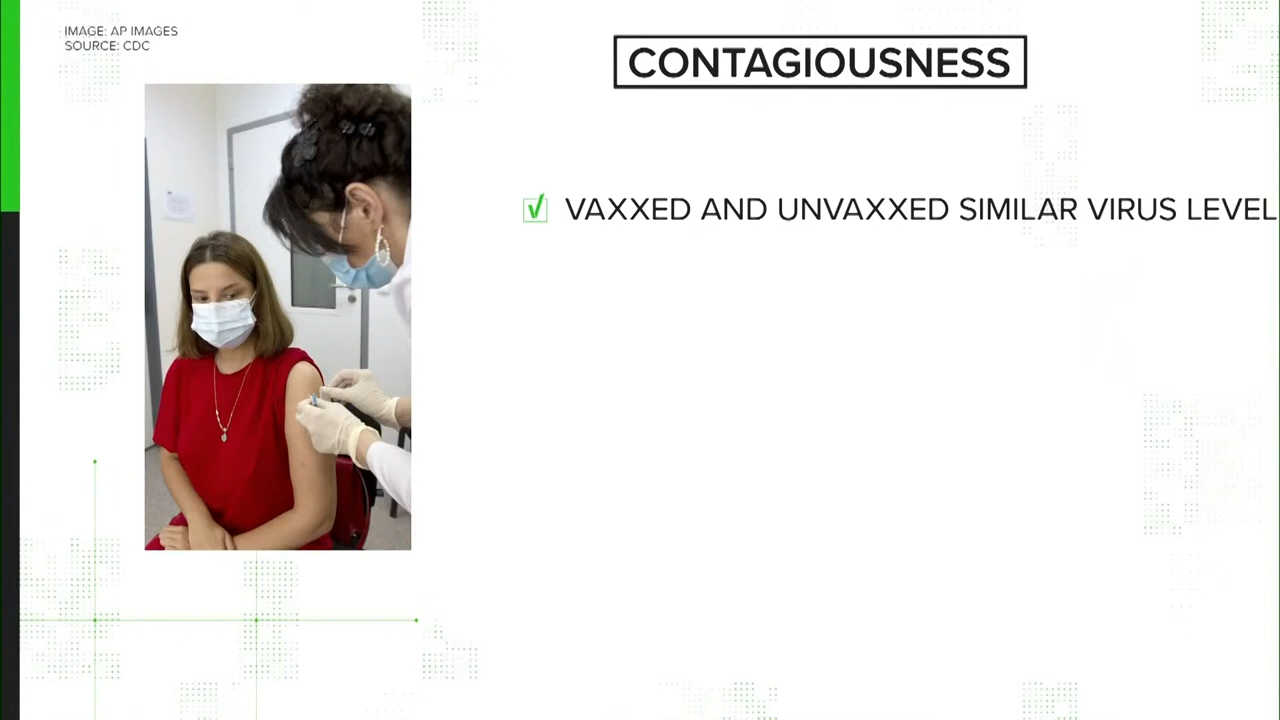 IMAGE: AP IMAGES
SOURCE: CDC
CONTAGIOUSNESS
VAXXED AND UNVAXXED SIMILAR VIRUS LEVEL